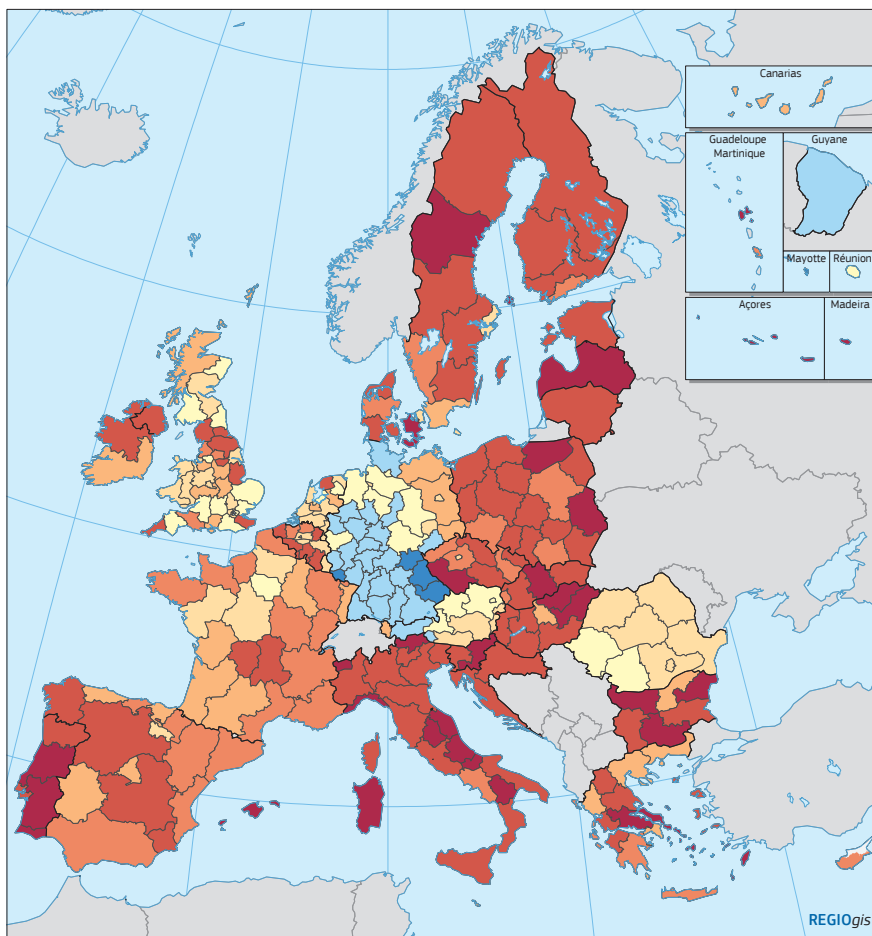 Canarias
Guadeloupe
Martinique
Guyane
Mayotte
Réunion
Açores
Madeira
REGIOgis